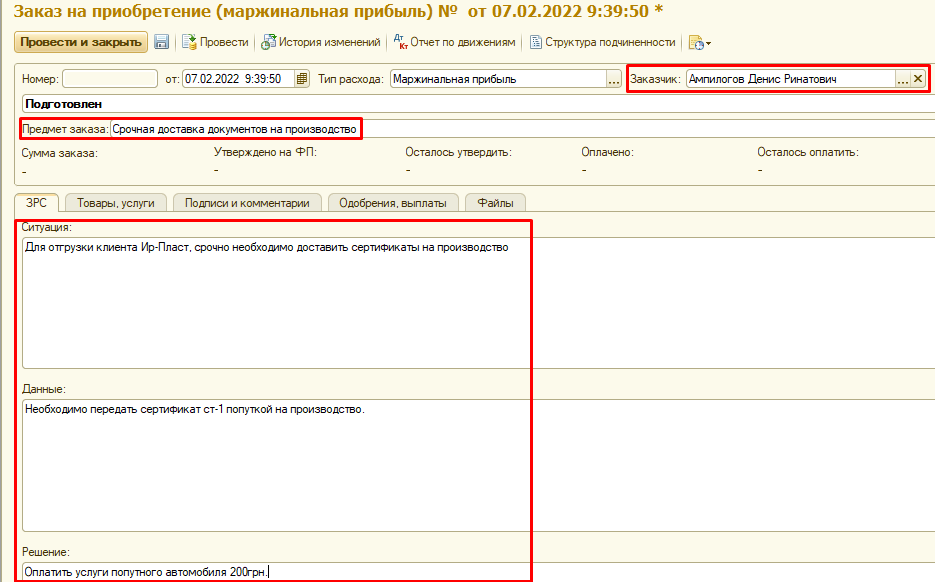 Заказ на приобретение (маржинальная прибыль) № от 07.02.2022 9:39:50 *
Провести и закрыть Провести История изменений Дт Кт Отчет по движениям Структура подчиненности
Номер: от: 07.02.2022 9:39:50 Тип расхода: Маржинальная прибыль ... Заказчик: Ампилогов Денис Ринатович ... ×
Подготовлен
Предмет заказа: Срочная доставка документов на производство
Сумма заказа: Утверждено на ФП: Осталось утвердить: Оплачено: Осталось оплатить:
- - - - -
ЗРС Товары, услуги Подписи и комментарии Одобрения, выплаты Файлы
Ситуация:
Для отгрузки клиента Ир-Пласт, срочно необходимо доставить сертификаты на производство
Данные:
Необходимо передать сертификат ст-1 попуткой на производство.
Решение:
Оплатить услуги попутного автомобиля 200грн.